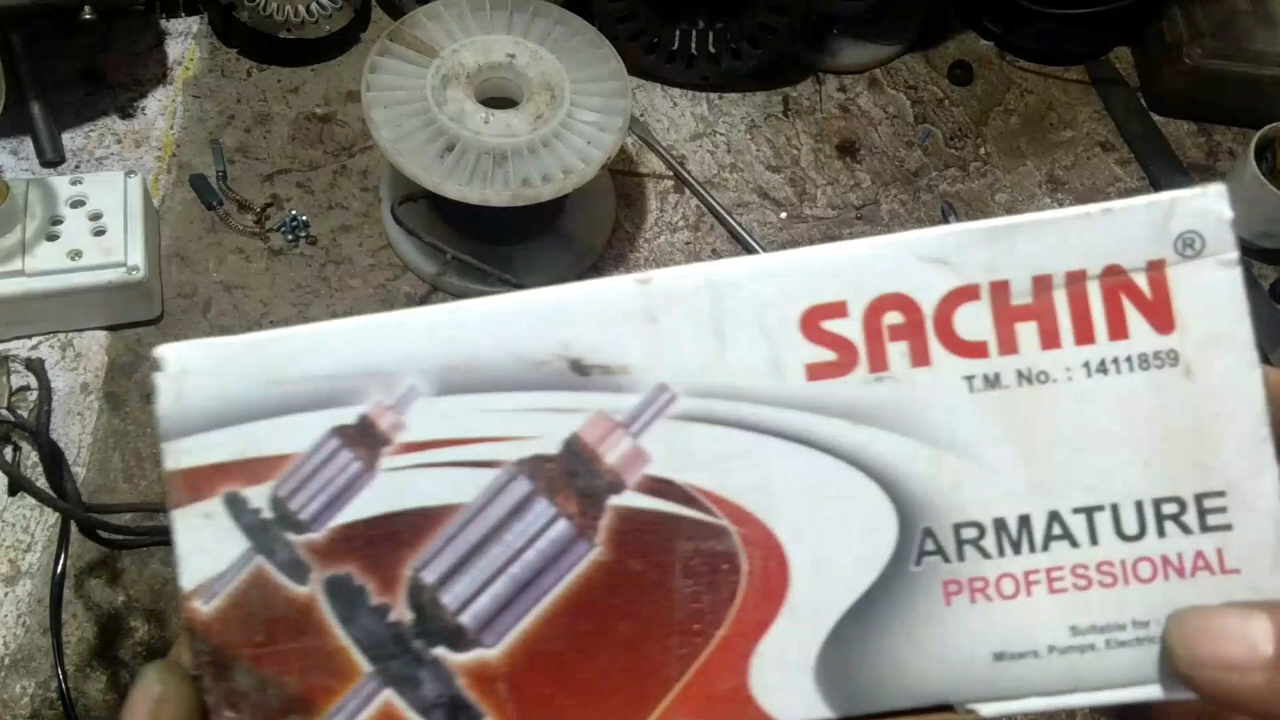 SACHIN ®
T.M. No. : 1411859
ARMATURE
PROFESSIONAL
Suitable for :
Mixers, Pumps, Electric